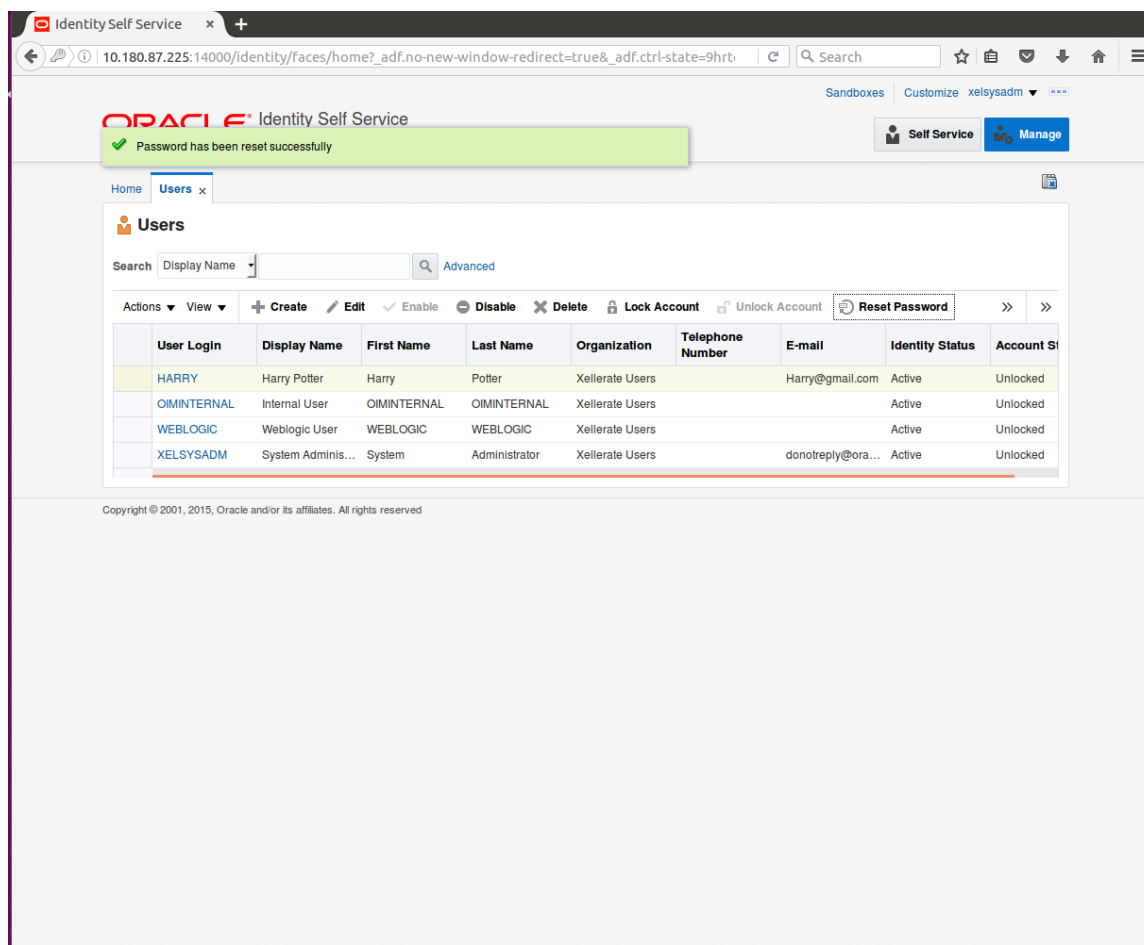 Identity Self Service × +
10.180.87.225:14000/identity/faces/home?_adf.no-new-window-redirect=true&_adf.ctrl-state=9hrt Search
Sandboxes Customize xelsysadm
ORACLE Identity Self Service
Self Service Manage
Password has been reset successfully
Home Users ×
Users
Search Display Name Advanced
Actions View Create Edit Enable Disable Delete Lock Account Unlock Account Reset Password » »
User Login Display Name First Name Last Name Organization Telephone Number E-mail Identity Status Account St
HARRY Harry Potter Harry Potter Xellerate Users Harry@gmail.com Active Unlocked
OIMINTERNAL Internal User OIMINTERNAL OIMINTERNAL Xellerate Users Active Unlocked
WEBLOGIC Weblogic User WEBLOGIC WEBLOGIC Xellerate Users Active Unlocked
XELSYSADM System Adminis... System Administrator Xellerate Users donotreply@ora... Active Unlocked
Copyright © 2001, 2015, Oracle and/or its affiliates. All rights reserved